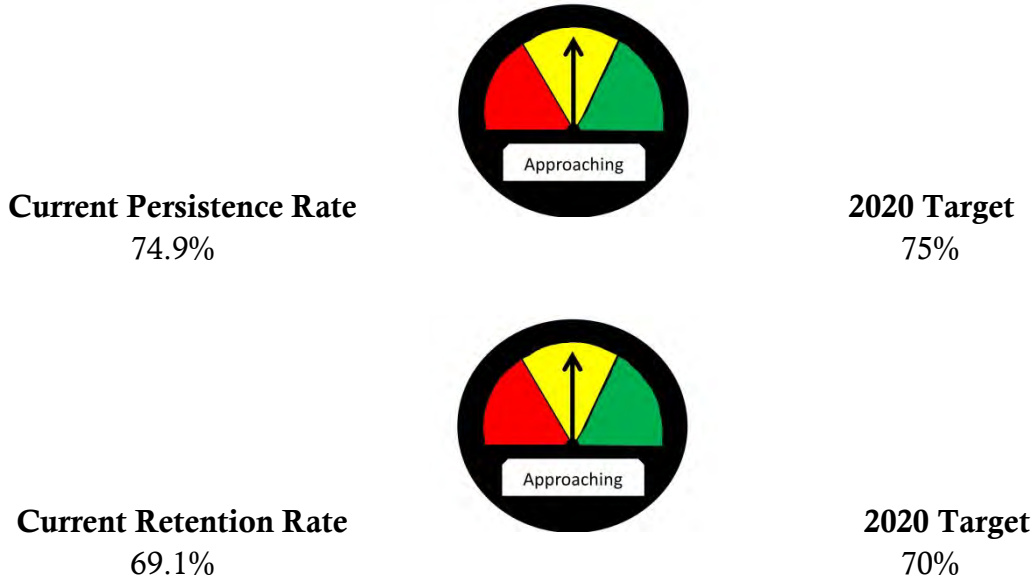 Approaching
Current Persistence Rate
2020 Target
74.9%
75%
Approaching
Current Retention Rate
2020 Target
69.1%
70%